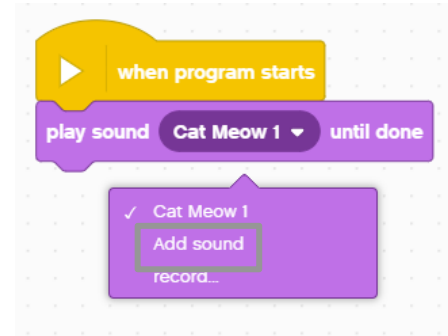 when program starts
play sound Cat Meow 1 until done
✓ Cat Meow 1
Add sound
record...